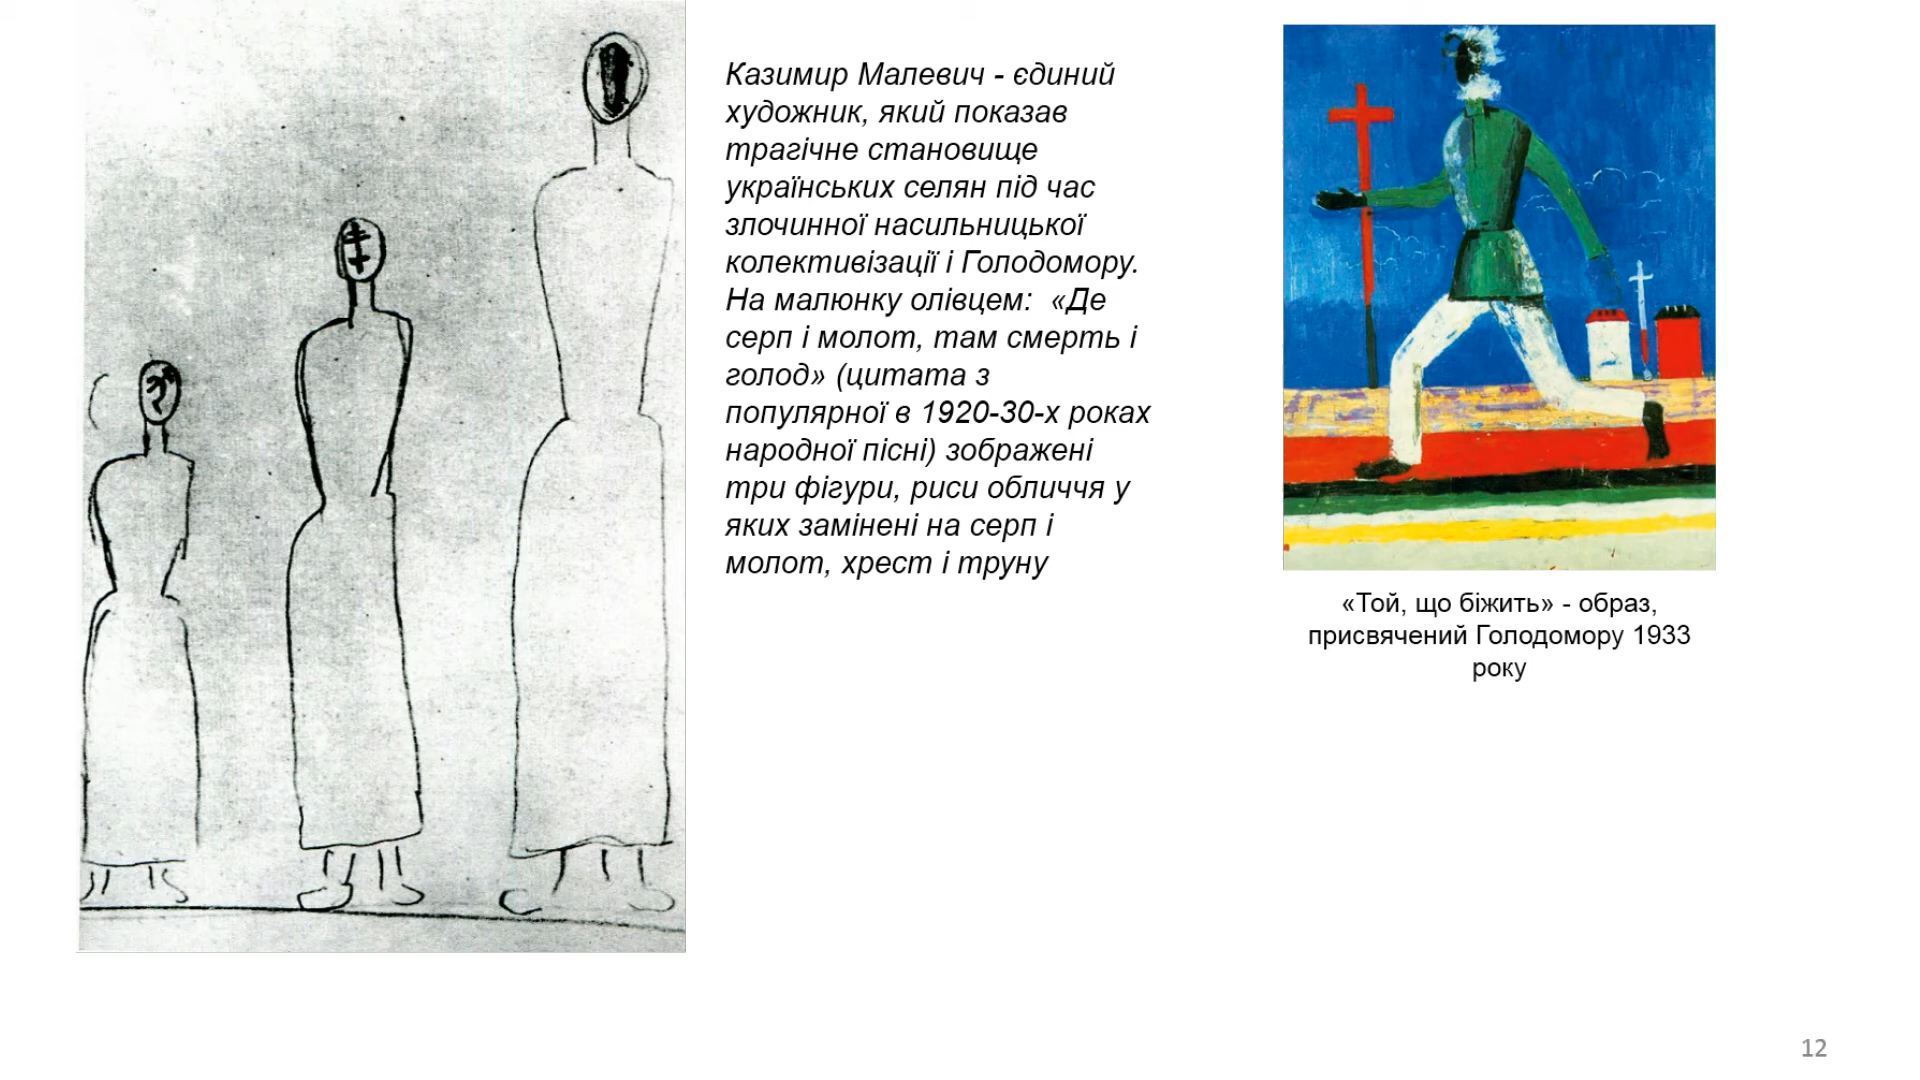 Казимир Малевич - єдиний
художник, який показав
трагічне становище
українських селян під час
злочинної насильницької
колективізації і Голодомору.
На малюнку олівцем:  «Де
серп і молот, там смерть і
голод» (цитата з
популярної в 1920-30-х роках
народної пісні) зображені
три фігури, риси обличчя у
яких замінені на серп і
молот, хрест і труну
«Той, що біжить» - образ,
присвячений Голодомору 1933
року
12